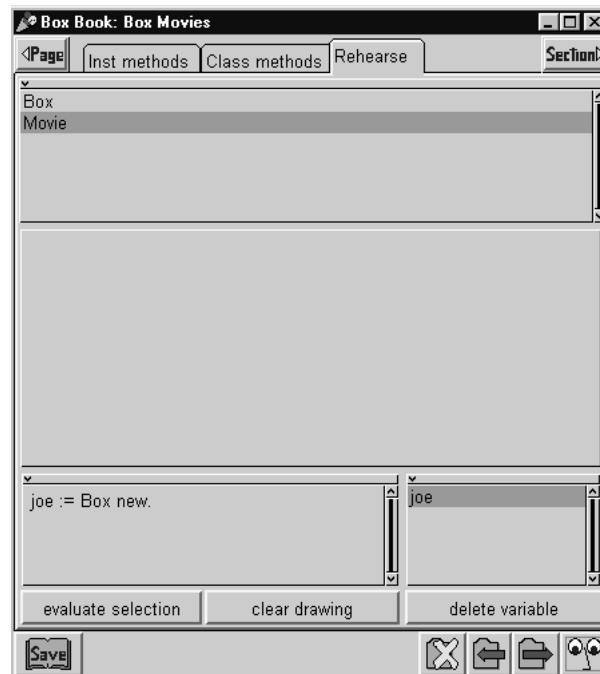 Box Book: Box Movies
Page
Inst methods
Class methods
Rehearse
Section
Box
Movie
joe := Box new.
joe
evaluate selection
clear drawing
delete variable
Save